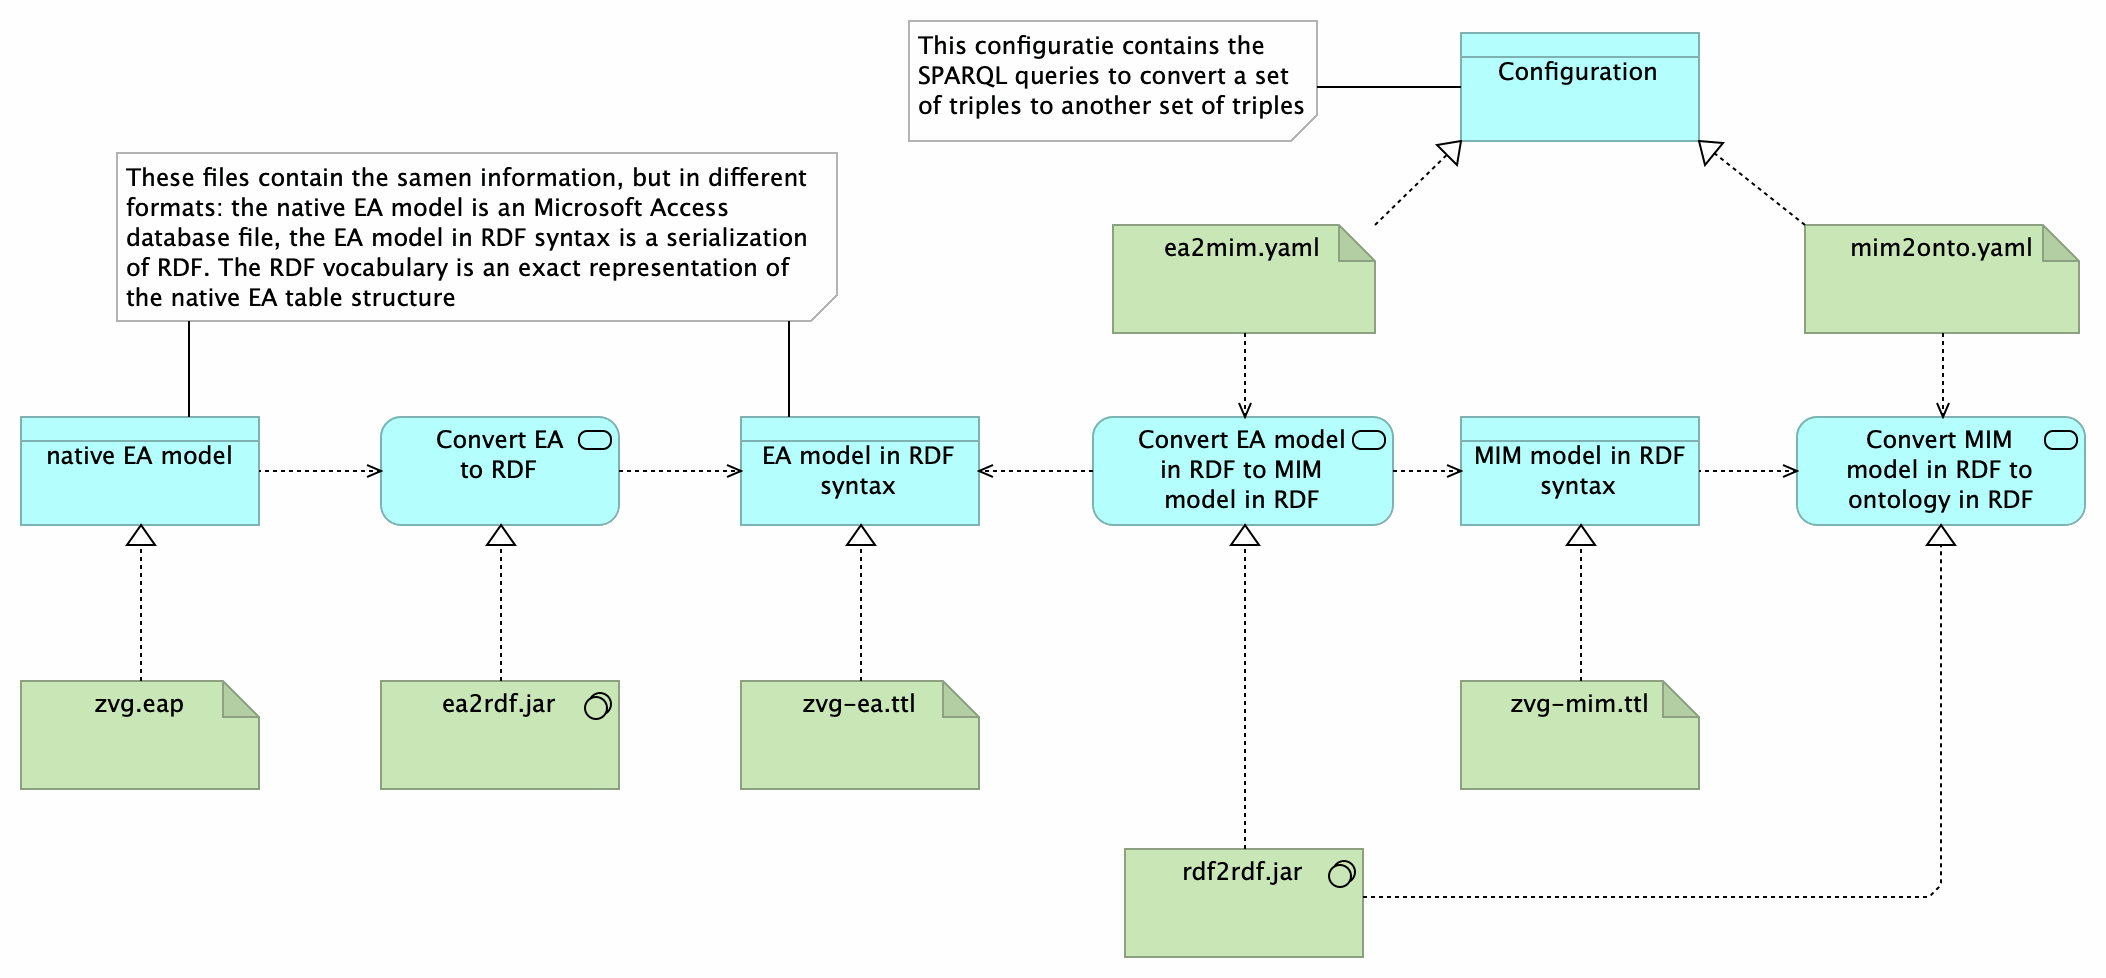 This configuratie contains the
SPARQL queries to convert a set
of triples to another set of triples
Configuration
These files contain the samen information, but in different
formats: the native EA model is an Microsoft Access
database file, the EA model in RDF syntax is a serialization
of RDF. The RDF vocabulary is an exact representation of
the native EA table structure
ea2mim.yaml
mim2onto.yaml
native EA model
Convert EA
to RDF
EA model in RDF
syntax
Convert EA model
in RDF to MIM
model in RDF
MIM model in RDF
syntax
Convert MIM
model in RDF to
ontology in RDF
zvg.eap
ea2rdf.jar
zvg-ea.ttl
zvg-mim.ttl
rdf2rdf.jar